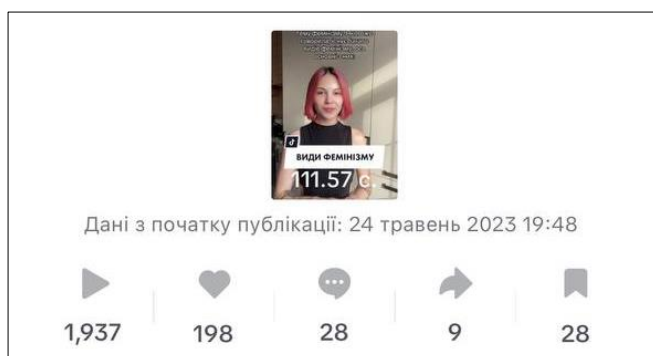 ВИДИ ФЕМІНІЗМУ
111.57 с.
Дані з початку публікації: 24 травень 2023 19:48
1,937 198 28 9 28